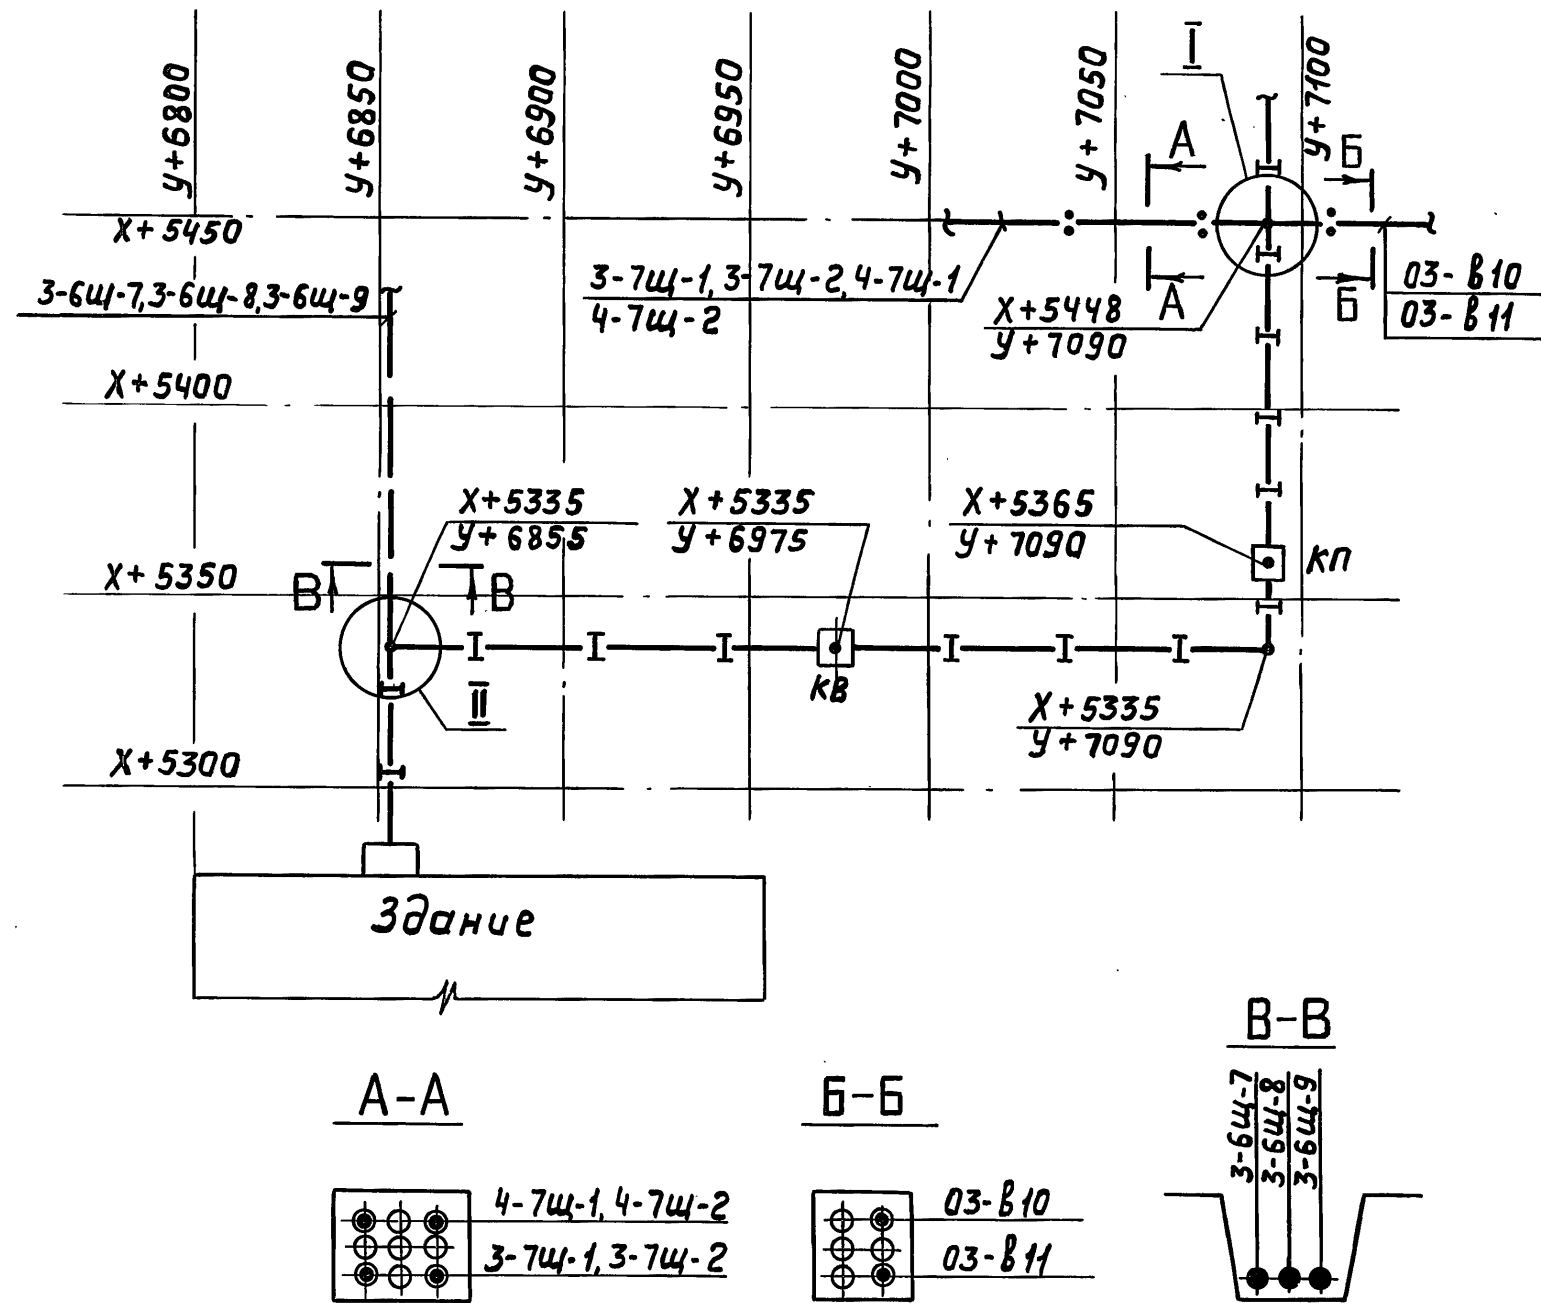 У+6800
У+6850
У+6900
У+6950
У+7000
У+7050
У+7100
I
А
Б
Х+5450
3-6Щ-7,3-6Щ-8,3-6Щ-9
3-7Щ-1, 3-7Щ-2, 4-7Щ-1
4-7Щ-2
А
Б
03-В10
03-В11
Х+5448
У+7090
Х+5400
Х+5335
У+6855
Х+5335
У+6975
Х+5365
У+7090
КП
Х+5350
В
В
II
КВ
Х+5335
У+7090
Х+5300
Здание
А-А
4-7Щ-1, 4-7Щ-2
3-7Щ-1, 3-7Щ-2
Б-Б
03-В10
03-В11
В-В
3-6Щ-7
3-6Щ-8
3-6Щ-9